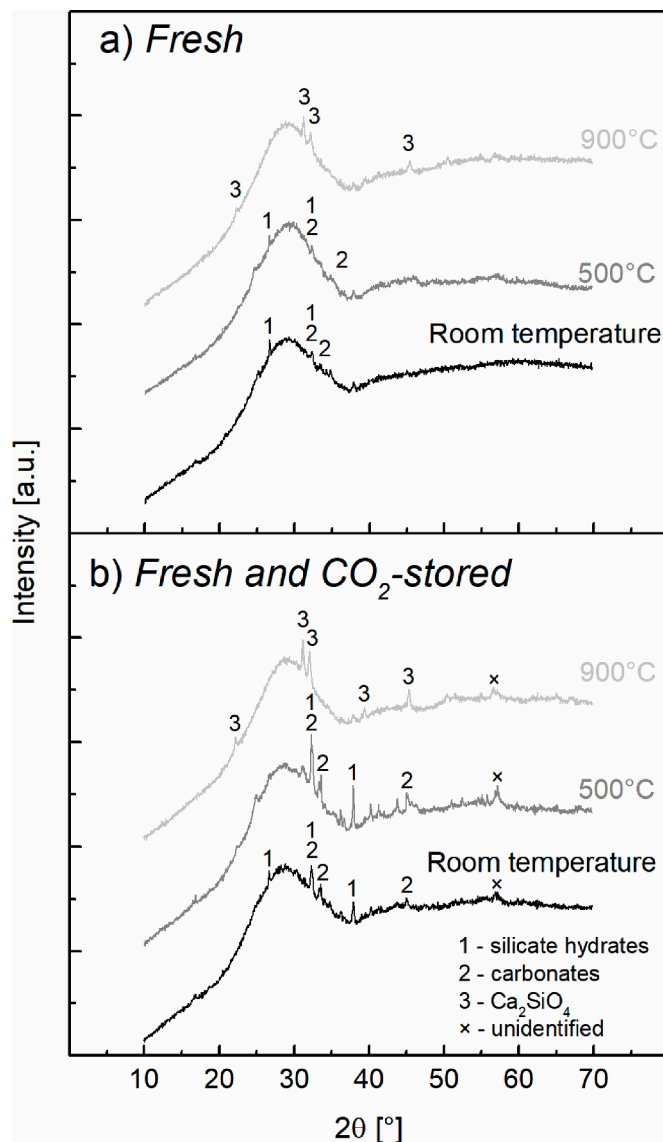 a) Fresh
3
3
900°C
3
3
1
1
2
2
500°C
1
1
2
2
Room temperature
Intensity [a.u.]
b) Fresh and CO₂-stored
3
3
900°C
3
3
×
3
1
2
2
1
2
×
500°C
1
1
2
2
1
2
×
Room temperature
1 - silicate hydrates
2 - carbonates
3 - Ca₂SiO₄
× - unidentified
10 20 30 40 50 60 70
2θ [°]